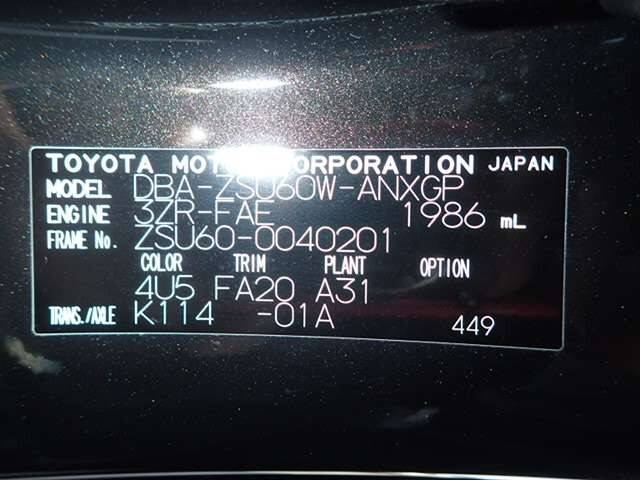 TOYOTA MOTOR CORPORATION JAPAN
MODEL DBA-ZSU60W-ANXGP
ENGINE 3ZR-FAE 1986 mL
FRAME No. ZSU60-0040201
COLOR TRIM PLANT OPTION
4U5 FA20 A31
TRANS./AXLE K114 -01A 449